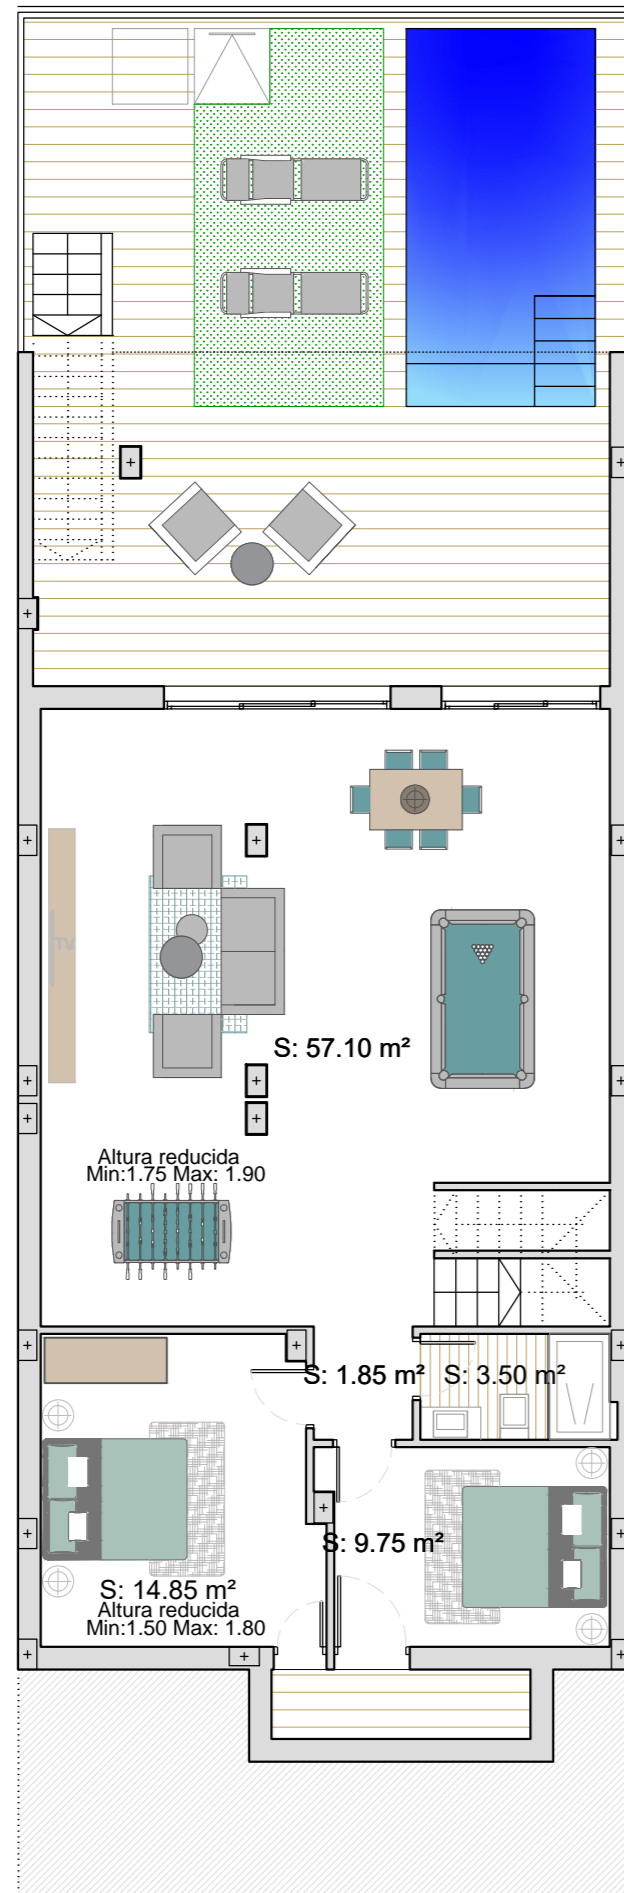 TV
S: 57.10 m²
Altura reducida
Min:1.75 Max: 1.90
S: 1.85 m²
S: 3.50 m²
S: 9.75 m²
S: 14.85 m²
Altura reducida
Min:1.50 Max: 1.80